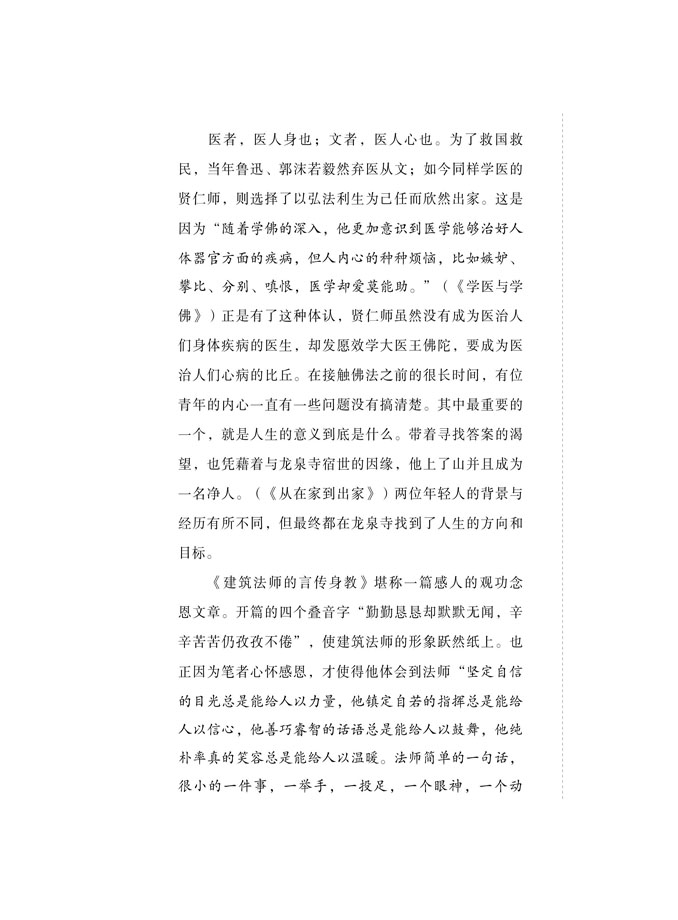 医者，医人身也；文者，医人心也。为了救国救
民，当年鲁迅、郭沫若毅然弃医从文；如今同样学医的
贤仁师，则选择了以弘法利生为己任而欣然出家。这是
因为“随着学佛的深入，他更加意识到医学能够治好人
体器官方面的疾病，但人内心的种种烦恼，比如嫉妒、
攀比、分别、嗔恨，医学却爱莫能助。”（《学医与学
佛》）正是有了这种体认，贤仁师虽然没有成为医治人
们身体疾病的医生，却发愿效学大医王佛陀，要成为医
治人们心病的比丘。在接触佛法之前的很长时间，有位
青年的内心一直有一些问题没有搞清楚。其中最重要的
一个，就是人生的意义到底是什么。带着寻找答案的渴
望，也凭藉着与龙泉寺宿世的因缘，他上了山并且成为
一名净人。（《从在家到出家》）两位年轻人的背景与
经历有所不同，但最终都在龙泉寺找到了人生的方向和
目标。
《建筑法师的言传身教》堪称一篇感人的观功念
恩文章。开篇的四个叠音字“勤勤恳恳却默默无闻，辛
辛苦苦仍孜孜不倦”，使建筑法师的形象跃然纸上。也
正因为笔者心怀感恩，才使得他体会到法师“坚定自信
的目光总是能给人以力量，他镇定自若的指挥总是能给
人以信心，他善巧睿智的话语总是能给人以鼓舞，他纯
朴率真的笑容总是能给人以温暖。法师简单的一句话，
很小的一件事，一举手，一投足，一个眼神，一个动